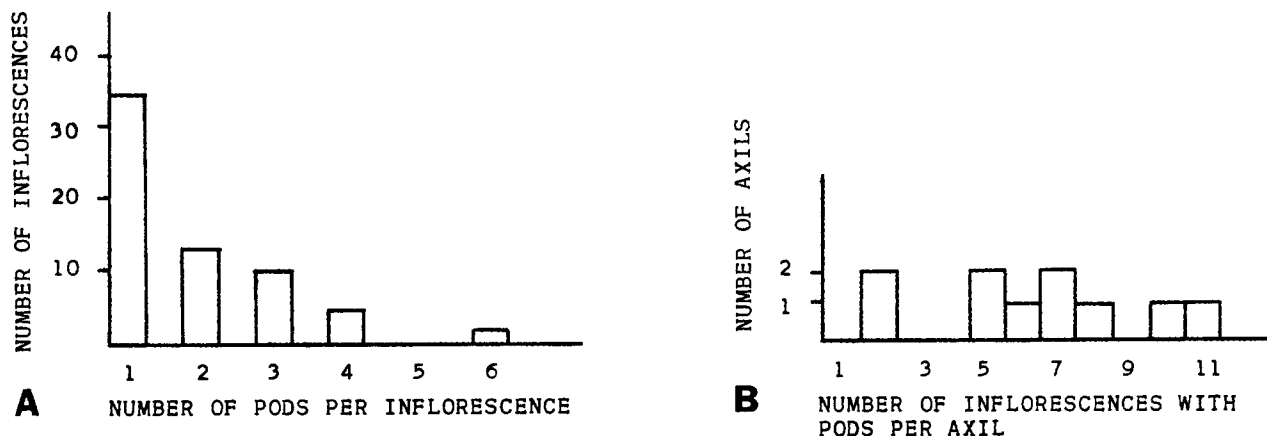 NUMBER OF INFLORESCENCES
40
30
20
10
1 2 3 4 5 6
A NUMBER OF PODS PER INFLORESCENCE
NUMBER OF AXILS
2
1
1 3 5 7 9 11
B NUMBER OF INFLORESCENCES WITH
PODS PER AXIL